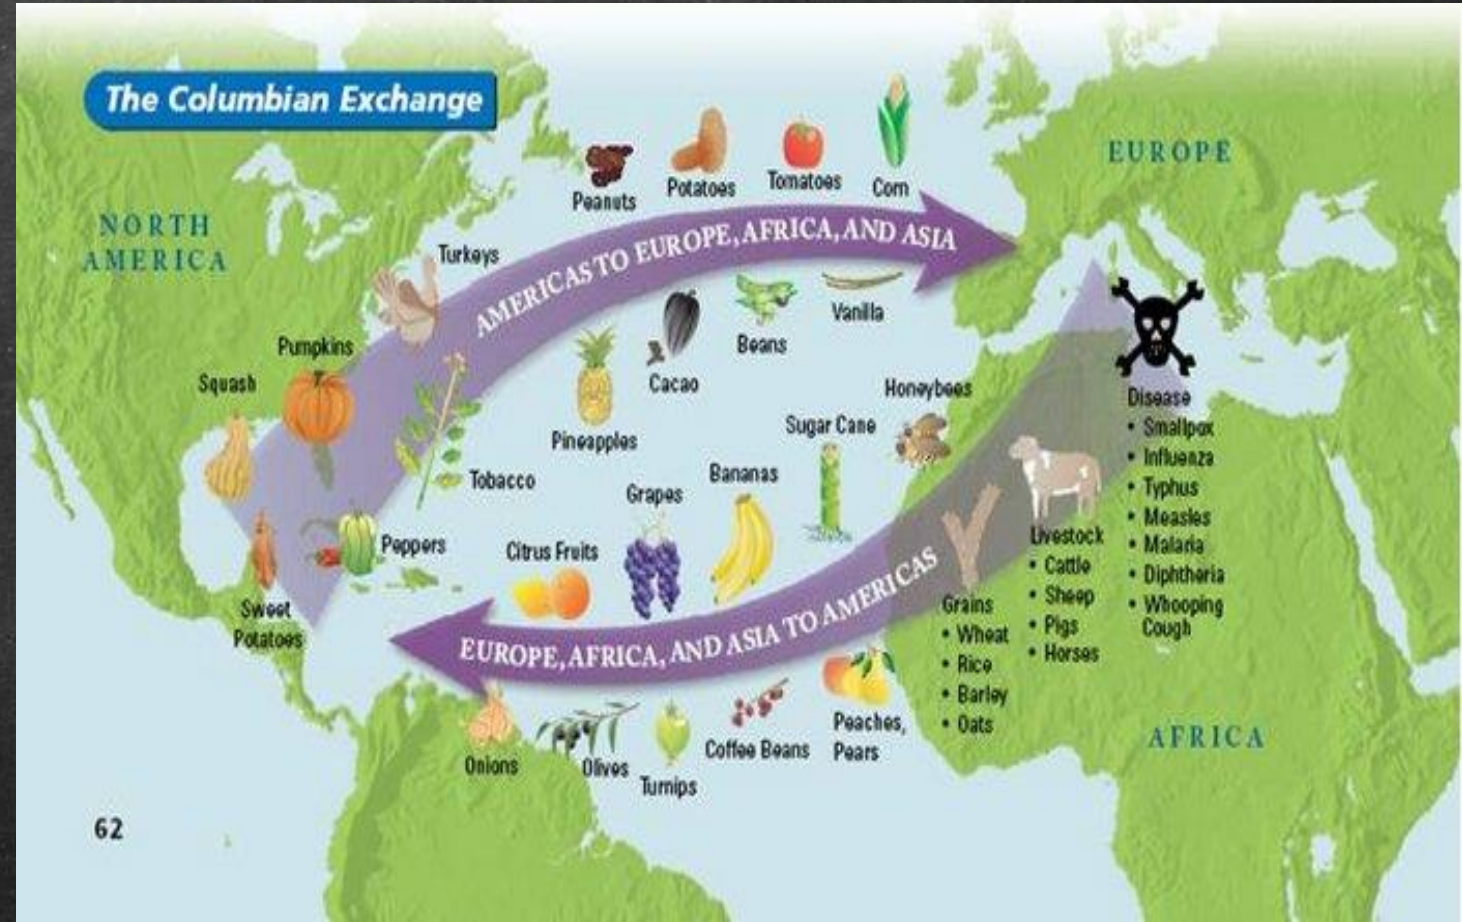 The Columbian Exchange
NORTH
AMERICA
EUROPE
AFRICA
Peanuts
Potatoes
Tomatoes
Corn
AMERICAS TO EUROPE, AFRICA, AND ASIA
Turkeys
Pumpkins
Squash
Sweet
Potatoes
Peppers
Tobacco
Pineapples
Cacao
Beans
Vanilla
Honeybees
Sugar Cane
Bananas
Grapes
Citrus Fruits
EUROPE, AFRICA, AND ASIA TO AMERICAS
Onions
Olives
Turnips
Coffee Beans
Peaches,
Pears
Grains
• Wheat
• Rice
• Barley
• Oats
Livestock
• Cattle
• Sheep
• Pigs
• Horses
Disease
• Smallpox
• Influenza
• Typhus
• Measles
• Malaria
• Diphtheria
• Whooping
Cough
62